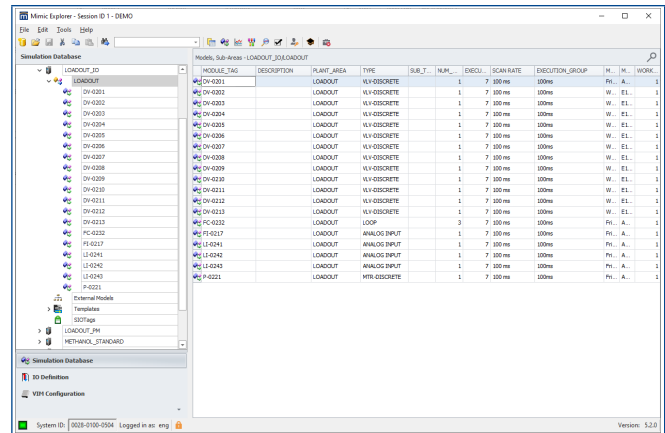 Mimic Explorer - Session ID 1 - DEMO
File Edit Tools Help
Simulation Database
LOADOUT_IO
LOADOUT
DV-0201
DV-0202
DV-0203
DV-0204
DV-0205
DV-0206
DV-0207
DV-0208
DV-0209
DV-0210
DV-0211
DV-0212
DV-0213
FC-0232
FI-0217
LI-0241
LI-0242
LI-0243
P-0221
External Models
Templates
SIOTags
LOADOUT_PM
METHANOL_STANDARD
Simulation Database
IO Definition
VIM Configuration
Models, Sub-Areas - LOADOUT_IO/LOADOUT
MODULE_TAG DESCRIPTION PLANT_AREA TYPE SUB_T... NUM_... EXECU... SCAN RATE EXECUTION_GROUP M... M... WORK...
DV-0201 LOADOUT VLV-DISCRETE 1 7 100 ms 100ms Fri... A... 1
DV-0202 LOADOUT VLV-DISCRETE 1 7 100 ms 100ms W... E1... 1
DV-0203 LOADOUT VLV-DISCRETE 1 7 100 ms 100ms W... E1... 1
DV-0204 LOADOUT VLV-DISCRETE 1 7 100 ms 100ms W... E1... 1
DV-0205 LOADOUT VLV-DISCRETE 1 7 100 ms 100ms W... E1... 1
DV-0206 LOADOUT VLV-DISCRETE 1 7 100 ms 100ms W... E1... 1
DV-0207 LOADOUT VLV-DISCRETE 1 7 100 ms 100ms W... E1... 1
DV-0208 LOADOUT VLV-DISCRETE 1 7 100 ms 100ms W... E1... 1
DV-0209 LOADOUT VLV-DISCRETE 1 7 100 ms 100ms W... E1... 1
DV-0210 LOADOUT VLV-DISCRETE 1 7 100 ms 100ms W... E1... 1
DV-0211 LOADOUT VLV-DISCRETE 1 7 100 ms 100ms W... E1... 1
DV-0212 LOADOUT VLV-DISCRETE 1 7 100 ms 100ms W... E1... 1
DV-0213 LOADOUT VLV-DISCRETE 1 7 100 ms 100ms W... E1... 1
FC-0232 LOADOUT LOOP 3 7 100 ms 100ms Fri... A... 1
FI-0217 LOADOUT ANALOG INPUT 1 7 100 ms 100ms Fri... A... 1
LI-0241 LOADOUT ANALOG INPUT 1 7 100 ms 100ms Fri... A... 1
LI-0242 LOADOUT ANALOG INPUT 1 7 100 ms 100ms Fri... A... 1
LI-0243 LOADOUT ANALOG INPUT 1 7 100 ms 100ms Fri... A... 1
P-0221 LOADOUT MTR-DISCRETE 1 7 100 ms 100ms Fri... A... 1
System ID: 0028-0100-0504 Logged in as: eng Version: 5.2.0